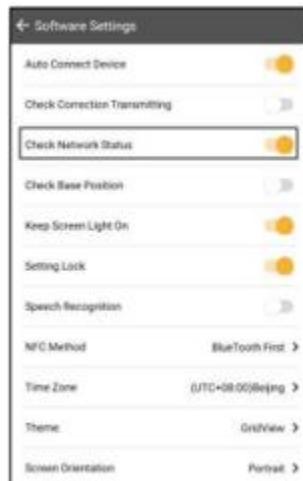 ← Software Settings
Auto Connect Device
Check Correction Transmitting
Check Network Status
Check Base Position
Keep Screen Light On
Setting Lock
Speech Recognition
NFC Method BlueTooth First >
Time Zone (UTC+08:00)Beijing >
Theme GridView >
Screen Orientation Portrait >